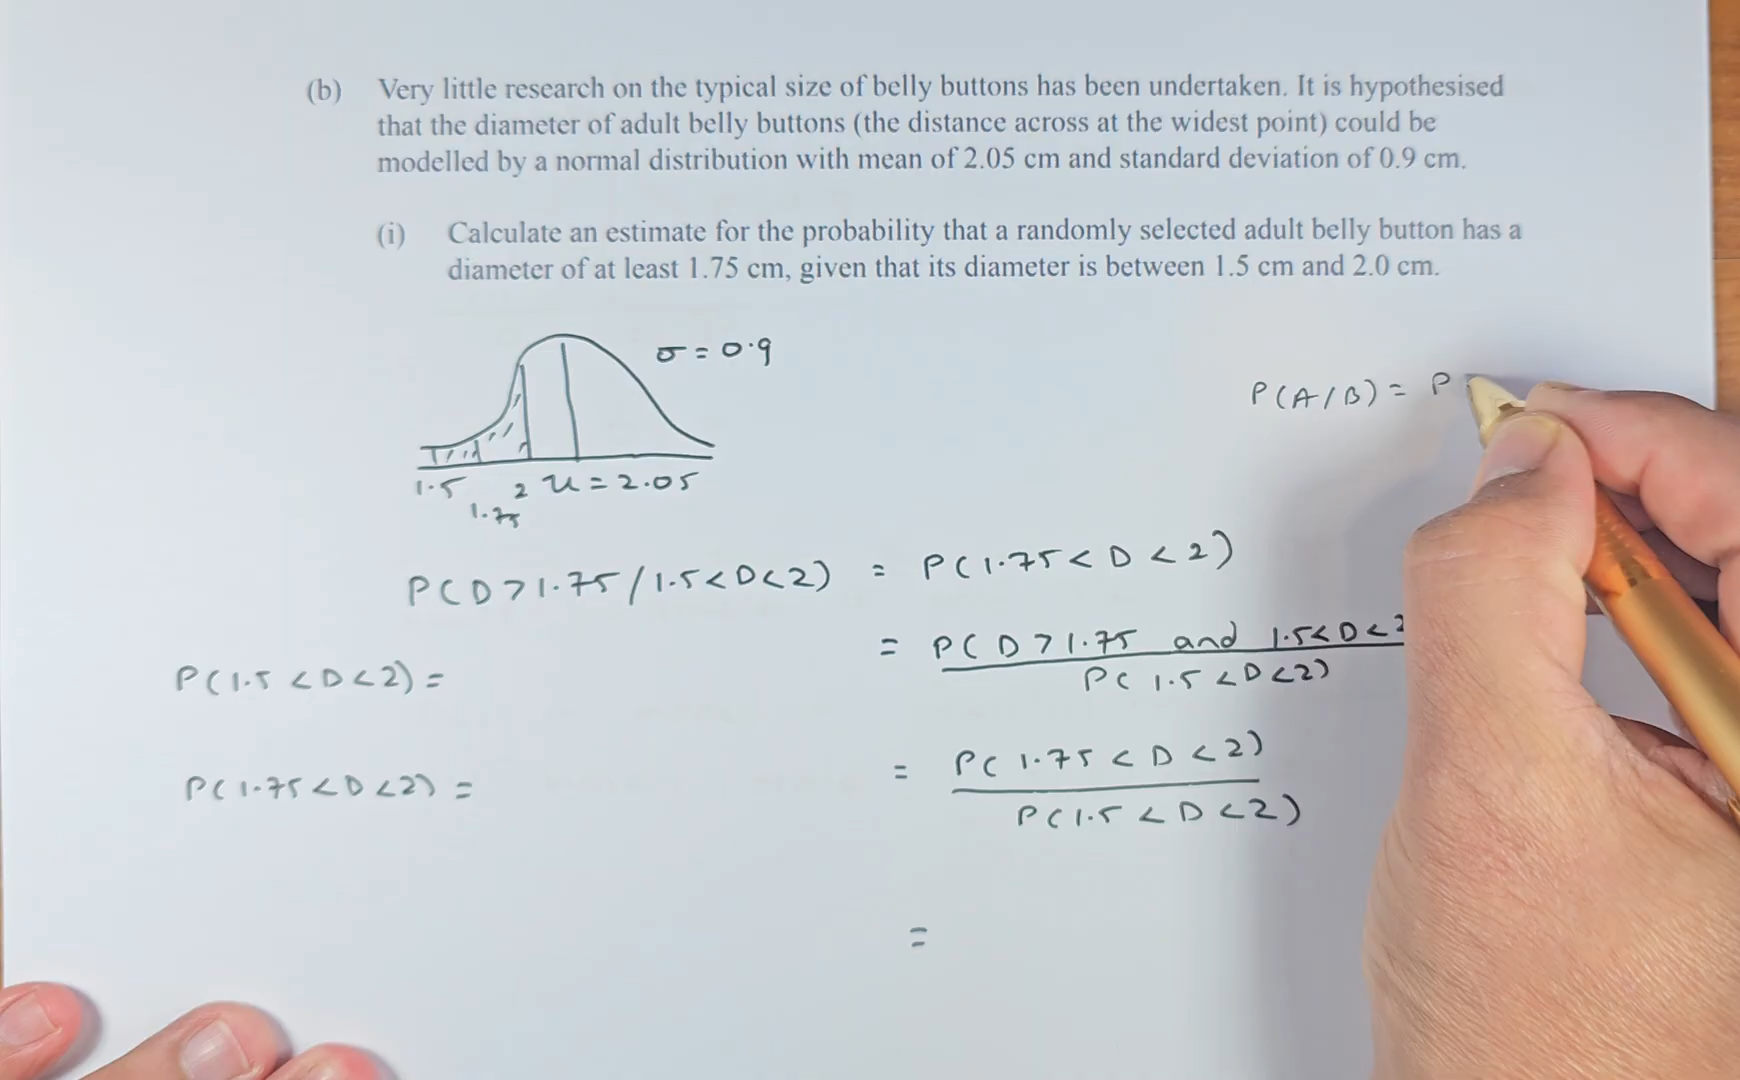 (b) Very little research on the typical size of belly buttons has been undertaken. It is hypothesised
that the diameter of adult belly buttons (the distance across at the widest point) could be
modelled by a normal distribution with mean of 2.05 cm and standard deviation of 0.9 cm.
(i) Calculate an estimate for the probability that a randomly selected adult belly button has a
diameter of at least 1.75 cm, given that its diameter is between 1.5 cm and 2.0 cm.
σ = 0.9
P(A/B) = P
1.5 2 u = 2.05
1.75
P(D>1.75/1.5<D<2) = P(1.75<D<2)
= P(D>1.75 and 1.5<D<2
P(1.5<D<2)
P(1.5<D<2) =
= P(1.75<D<2)
P(1.5<D<2)
P(1.75<D<2) =
=